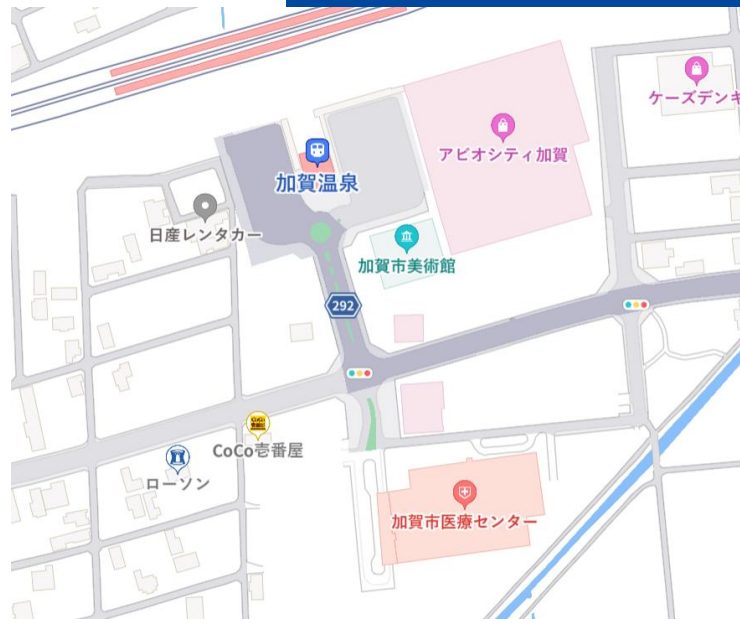 ケーズデンキ
アビオシティ加賀
加賀温泉
日産レンタカー
加賀市美術館
292
CoCo壱番屋
ローソン
加賀市医療センター